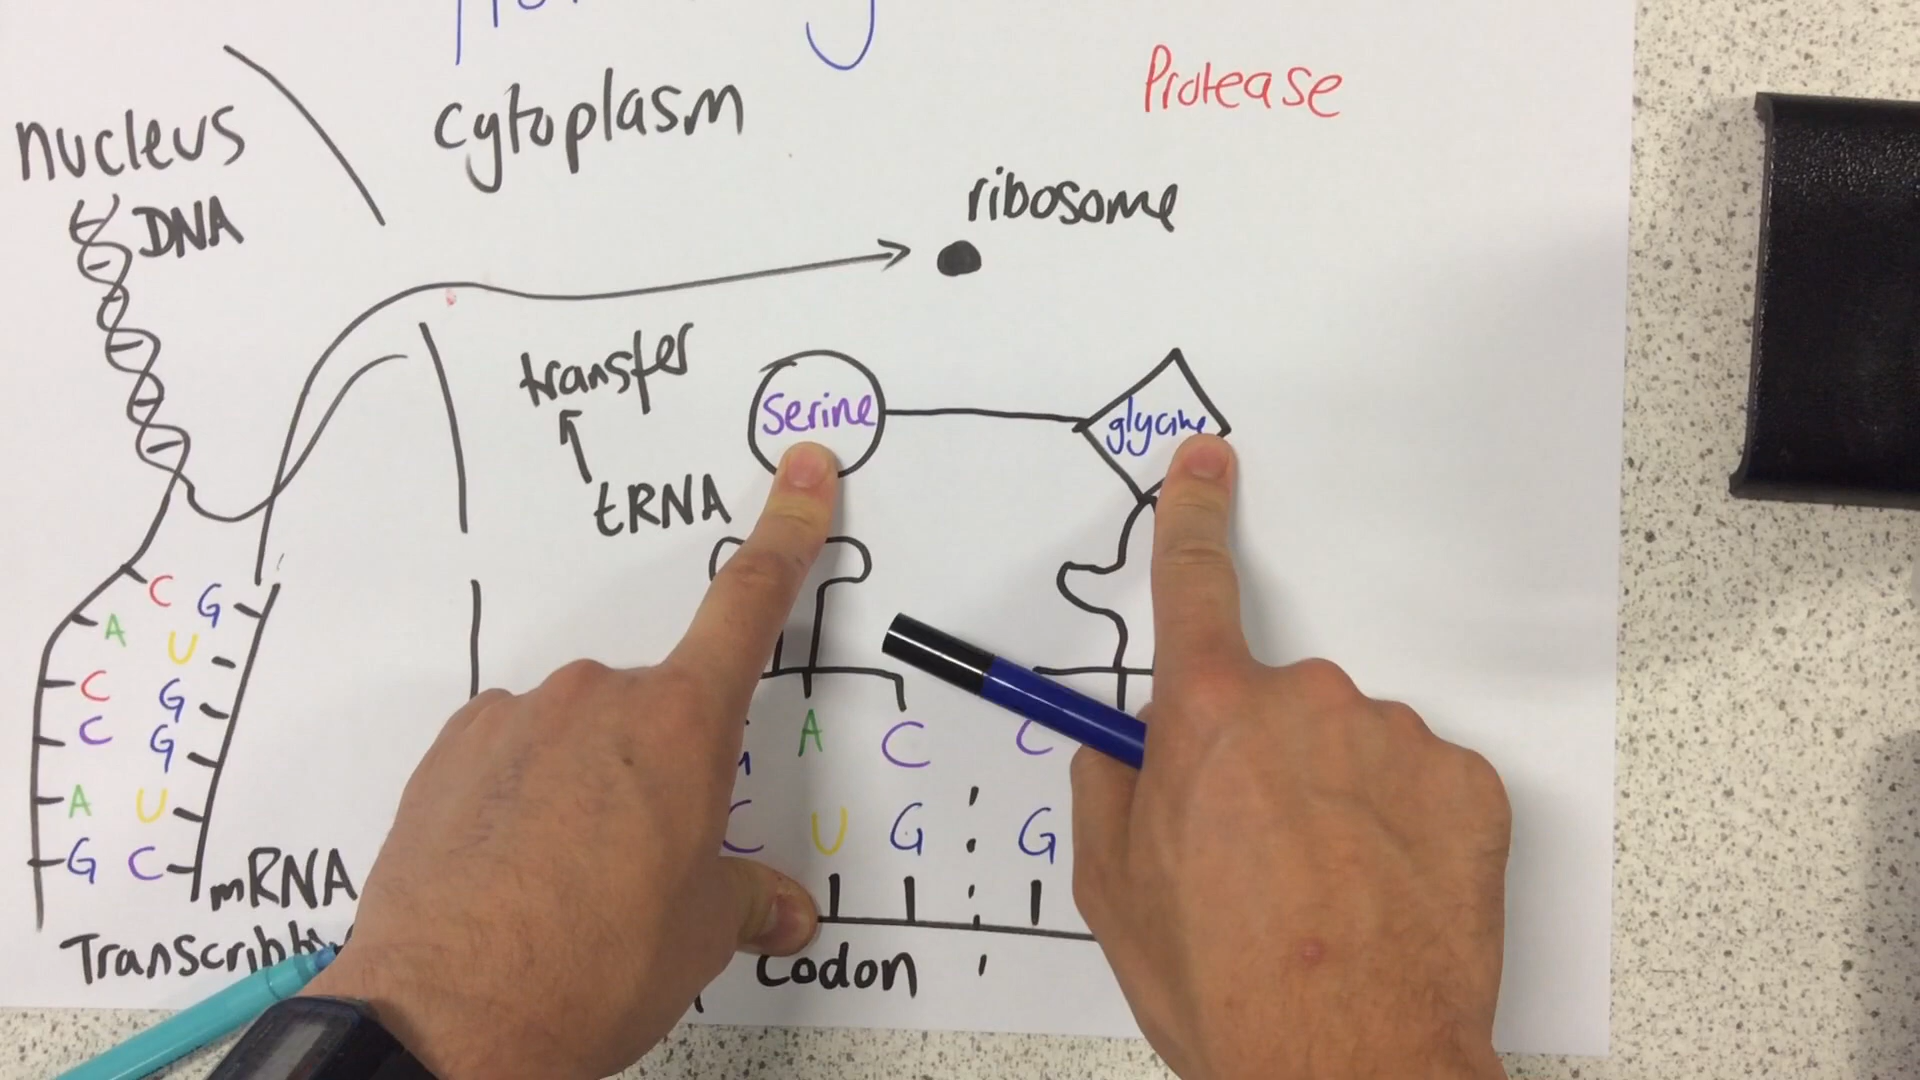 cytoplasm
Protease
nucleus
DNA
ribosome
transfer
tRNA
Serine
glycine
C G
A U
C G
C G
A U
G C
mRNA
A C C
C U G G
Codon